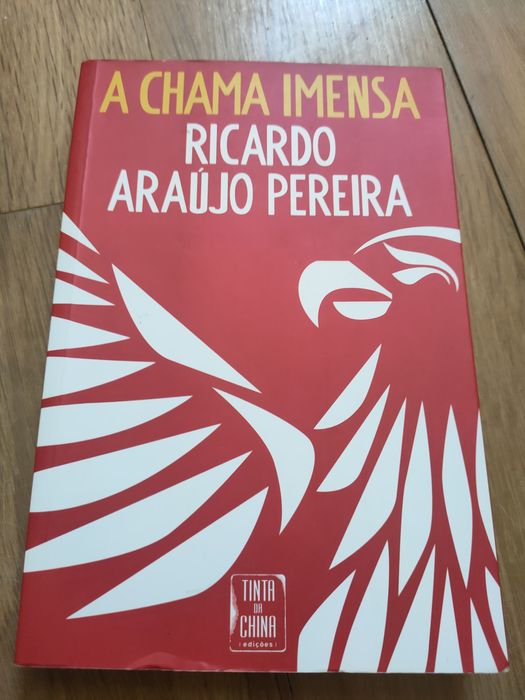 A CHAMA IMENSA
RICARDO
ARAÚJO PEREIRA
TINTA
DA
CHINA
| edições |